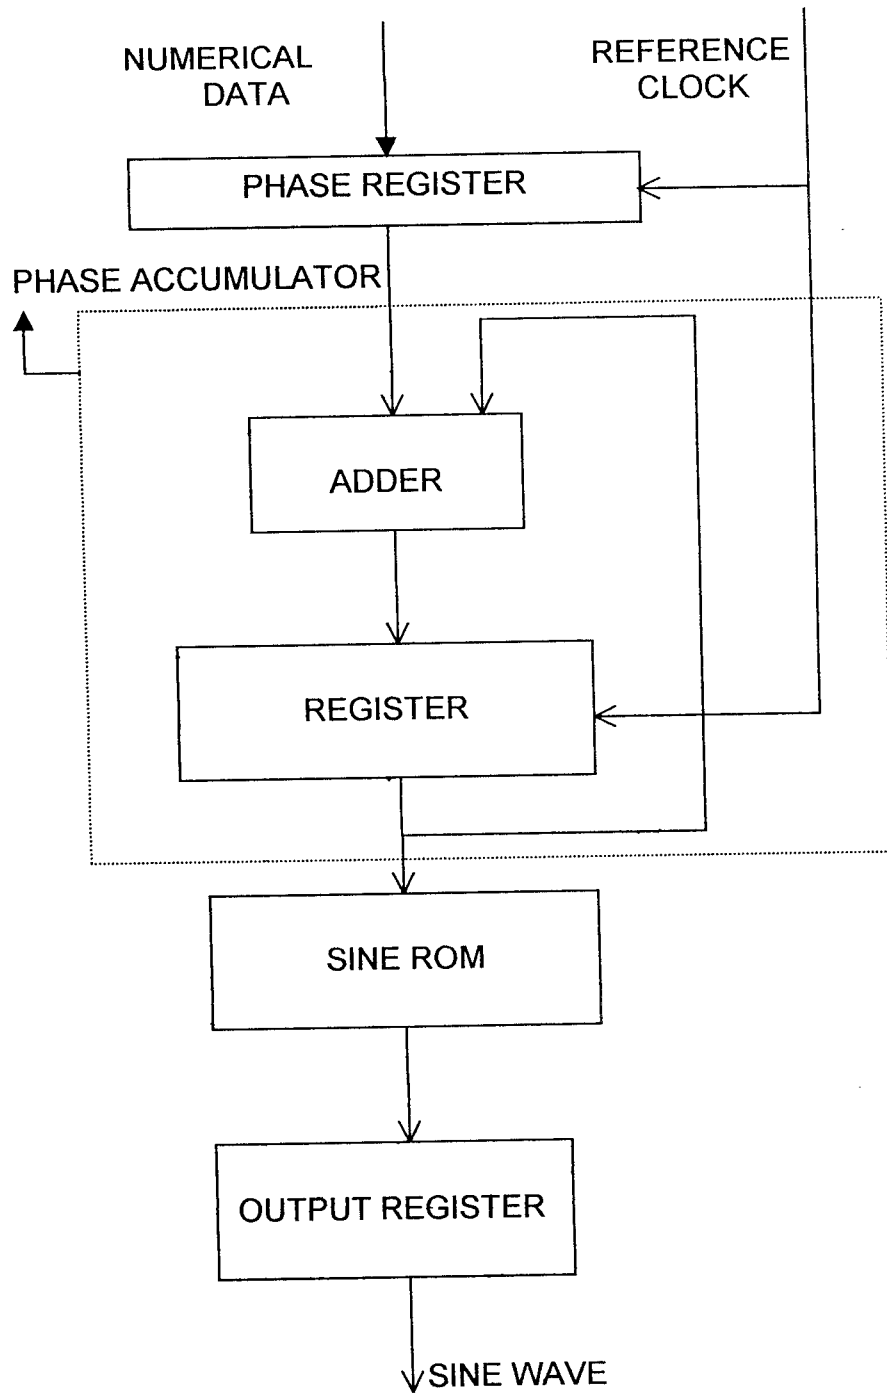 NUMERICAL
DATA
REFERENCE
CLOCK
PHASE REGISTER
PHASE ACCUMULATOR
ADDER
REGISTER
SINE ROM
OUTPUT REGISTER
SINE WAVE